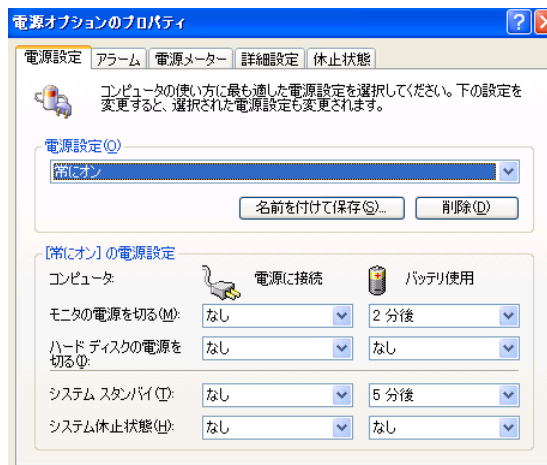 電源オプションのプロパティ
電源設定 アラーム 電源メーター 詳細設定 休止状態
コンピュータの使い方に最も適した電源設定を選択してください。下の設定を
変更すると、選択された電源設定も変更されます。
電源設定(O)
常にオン
名前を付けて保存(S)... 削除(D)
[常にオン] の電源設定
コンピュータ: 電源に接続 バッテリ使用
モニタの電源を切る(M): なし 2 分後
ハード ディスクの電源を
切る(I): なし なし
システム スタンバイ(T): なし 5 分後
システム休止状態(H): なし なし